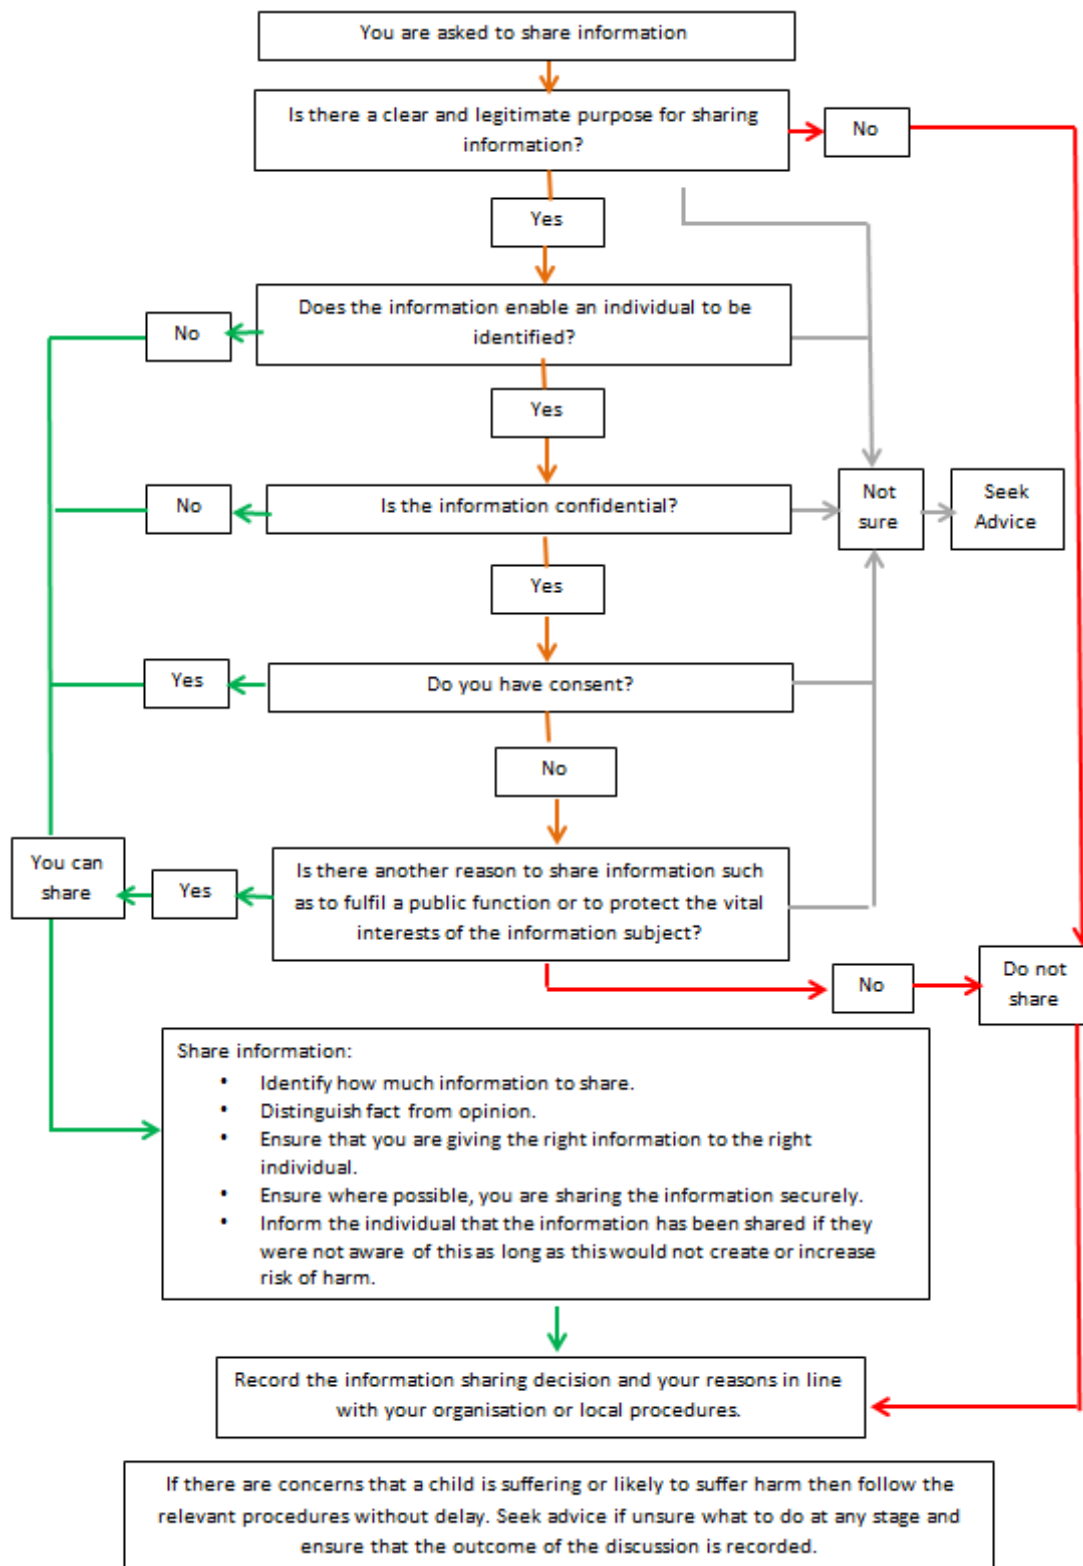 You are asked to share information
Is there a clear and legitimate purpose for sharing
information?
No
Yes
Does the information enable an individual to be
identified?
No
Yes
Is the information confidential?
No
Not
sure
Seek
Advice
Yes
Do you have consent?
Yes
No
Is there another reason to share information such
as to fulfil a public function or to protect the vital
interests of the information subject?
Yes
You can
share
No
Do not
share
Share information:
• Identify how much information to share.
• Distinguish fact from opinion.
• Ensure that you are giving the right information to the right
individual.
• Ensure where possible, you are sharing the information securely.
• Inform the individual that the information has been shared if they
were not aware of this as long as this would not create or increase
risk of harm.
Record the information sharing decision and your reasons in line
with your organisation or local procedures.
If there are concerns that a child is suffering or likely to suffer harm then follow the
relevant procedures without delay. Seek advice if unsure what to do at any stage and
ensure that the outcome of the discussion is recorded.